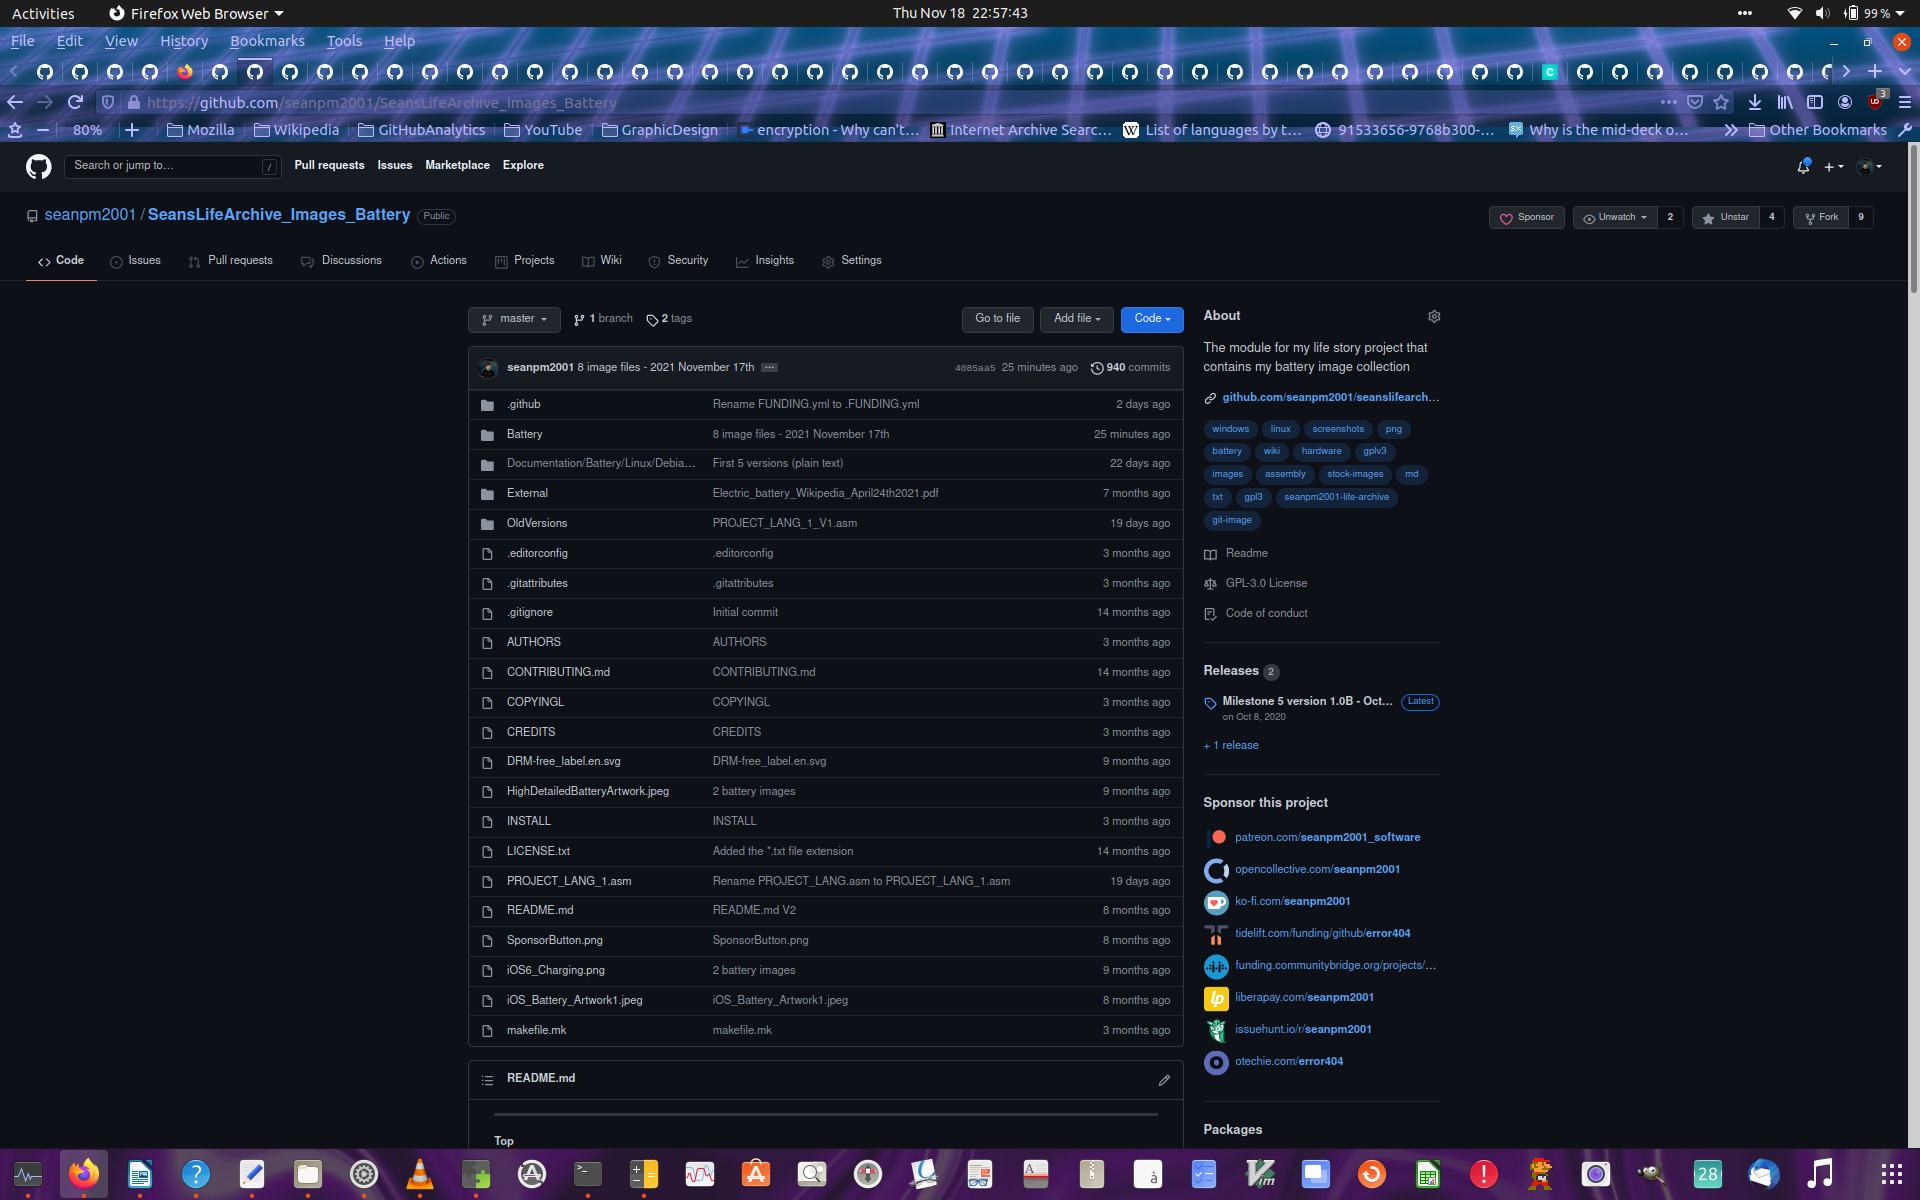 Activities Firefox Web Browser Thu Nov 18 22:57:43 99 %
File Edit View History Bookmarks Tools Help
https://github.com/seanpm2001/SeansLifeArchive_Images_Battery 3
80% Mozilla Wikipedia GitHubAnalytics YouTube GraphicDesign encryption - Why can't... Internet Archive Searc... List of languages by t... 91533656-9768b300-... Why is the mid-deck o... Other Bookmarks
Search or jump to... / Pull requests Issues Marketplace Explore
seanpm2001 / SeansLifeArchive_Images_Battery Public Sponsor Unwatch 2 Unstar 4 Fork 9
Code Issues Pull requests Discussions Actions Projects Wiki Security Insights Settings
master 1 branch 2 tags Go to file Add file Code
seanpm2001 8 image files - 2021 November 17th ... 4085aa5 25 minutes ago 940 commits
.github Rename FUNDING.yml to .FUNDING.yml 2 days ago
Battery 8 image files - 2021 November 17th 25 minutes ago
Documentation/Battery/Linux/Debia... First 5 versions (plain text) 22 days ago
External Electric_battery_Wikipedia_April24th2021.pdf 7 months ago
OldVersions PROJECT_LANG_1_V1.asm 19 days ago
.editorconfig .editorconfig 3 months ago
.gitattributes .gitattributes 3 months ago
.gitignore Initial commit 14 months ago
AUTHORS AUTHORS 3 months ago
CONTRIBUTING.md CONTRIBUTING.md 14 months ago
COPYINGL COPYINGL 3 months ago
CREDITS CREDITS 3 months ago
DRM-free_label.en.svg DRM-free_label.en.svg 9 months ago
HighDetailedBatteryArtwork.jpeg 2 battery images 9 months ago
INSTALL INSTALL 3 months ago
LICENSE.txt Added the *.txt file extension 14 months ago
PROJECT_LANG_1.asm Rename PROJECT_LANG.asm to PROJECT_LANG_1.asm 19 days ago
README.md README.md V2 8 months ago
SponsorButton.png SponsorButton.png 8 months ago
iOS6_Charging.png 2 battery images 9 months ago
iOS_Battery_Artwork1.jpeg iOS_Battery_Artwork1.jpeg 8 months ago
makefile.mk makefile.mk 3 months ago
README.md
Top
About
The module for my life story project that
contains my battery image collection
github.com/seanpm2001/seanslifearch...
windows linux screenshots png
battery wiki hardware gplv3
images assembly stock-images md
txt gpl3 seanpm2001-life-archive
git-image
Readme
GPL-3.0 License
Code of conduct
Releases 2
Milestone 5 version 1.0B - Oct... Latest
on Oct 8, 2020
+ 1 release
Sponsor this project
patreon.com/seanpm2001_software
opencollective.com/seanpm2001
ko-fi.com/seanpm2001
tidelift.com/funding/github/error404
funding.communitybridge.org/projects/...
liberapay.com/seanpm2001
issuehunt.io/r/seanpm2001
otechie.com/error404
Packages
28